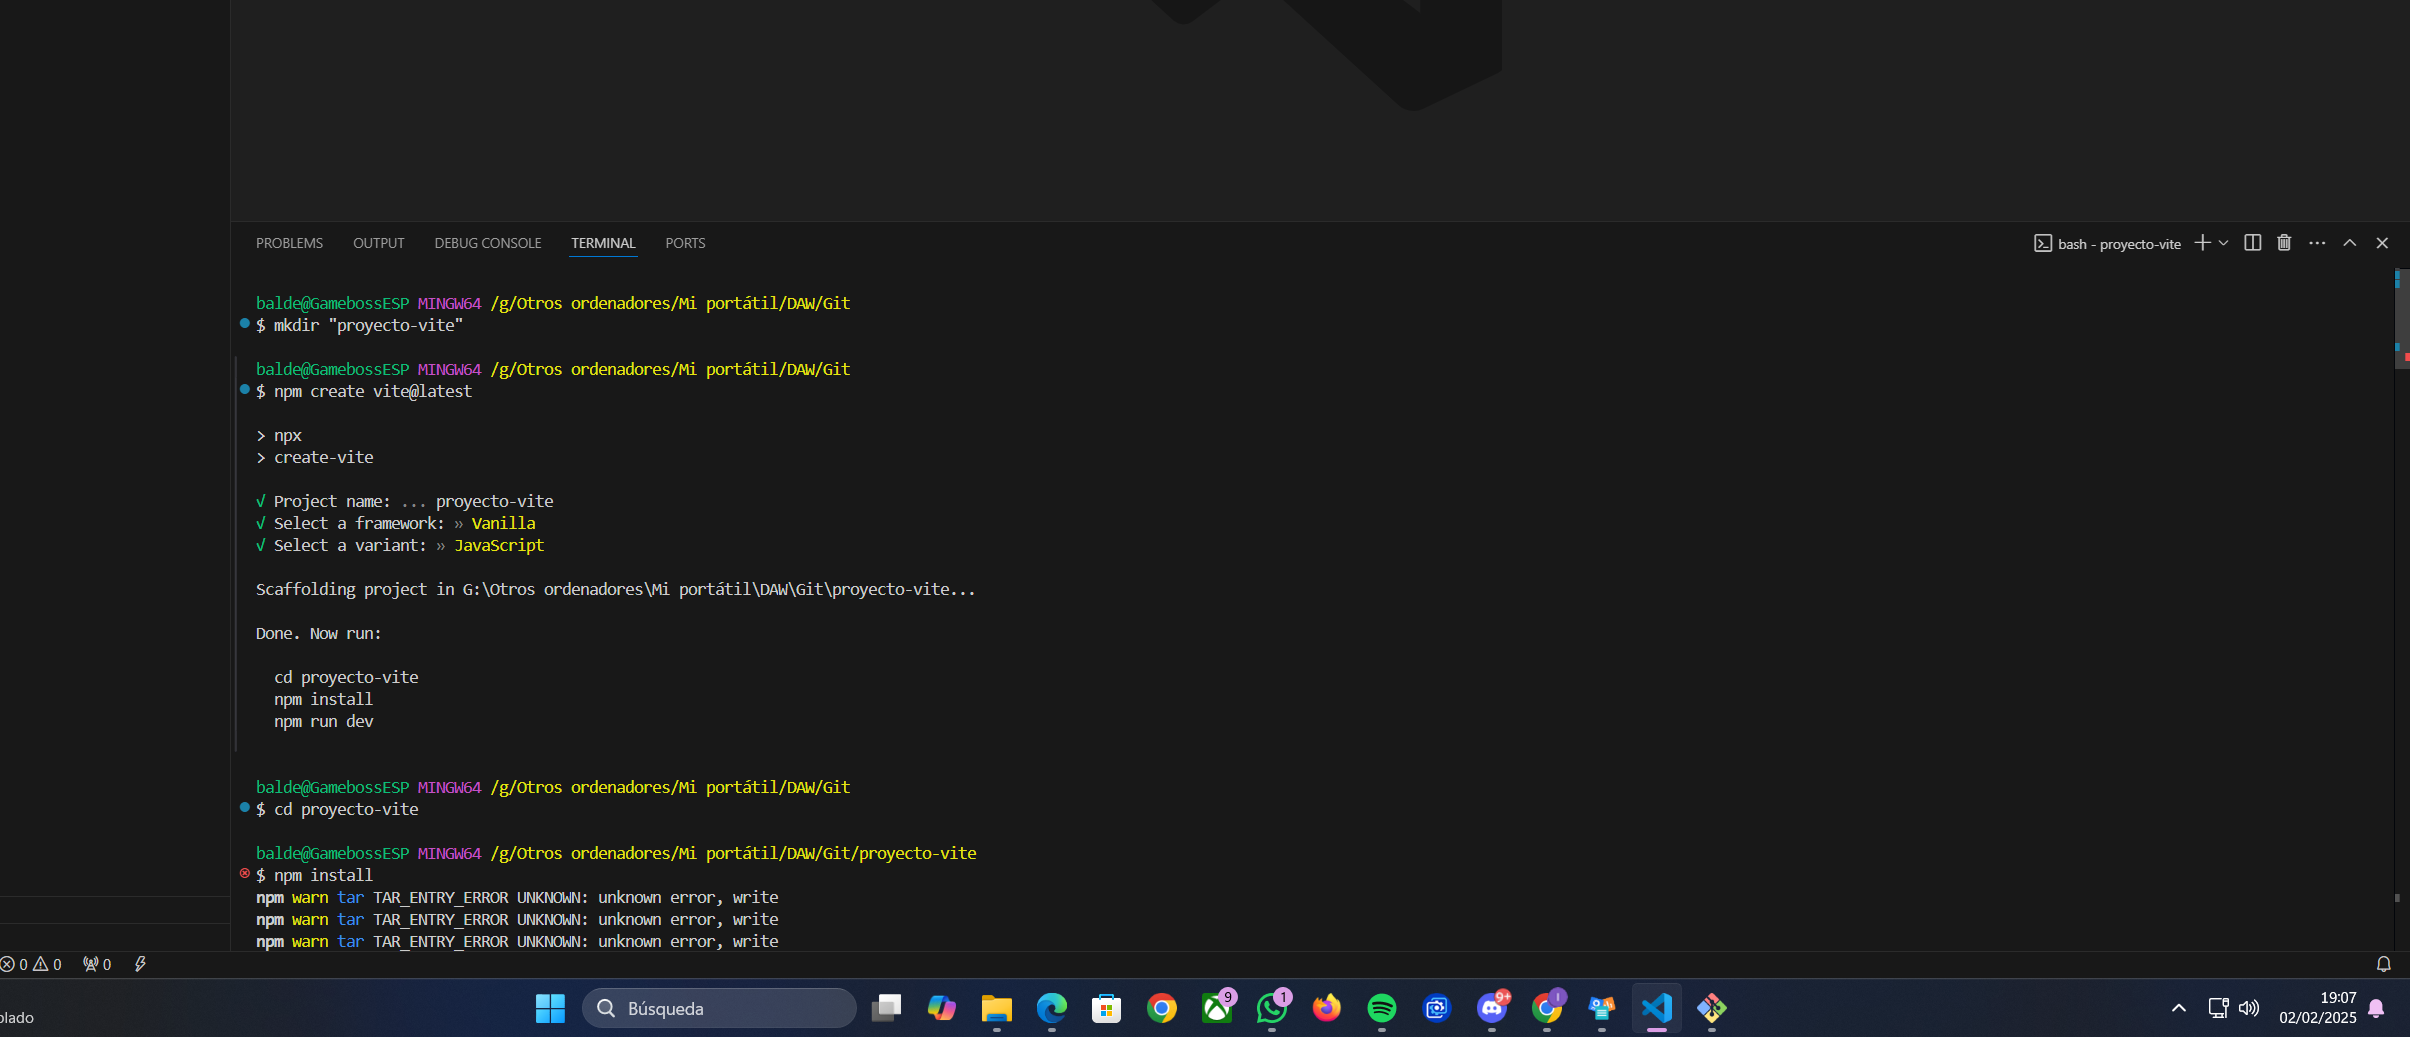 PROBLEMS OUTPUT DEBUG CONSOLE TERMINAL PORTS
bash - proyecto-vite
balde@GamebossESP MINGW64 /g/Otros ordenadores/Mi portátil/DAW/Git
$ mkdir "proyecto-vite"
balde@GamebossESP MINGW64 /g/Otros ordenadores/Mi portátil/DAW/Git
$ npm create vite@latest
> npx
> create-vite
√ Project name: ... proyecto-vite
√ Select a framework: » Vanilla
√ Select a variant: » JavaScript
Scaffolding project in G:\Otros ordenadores\Mi portátil\DAW\Git\proyecto-vite...
Done. Now run:
cd proyecto-vite
npm install
npm run dev
balde@GamebossESP MINGW64 /g/Otros ordenadores/Mi portátil/DAW/Git
$ cd proyecto-vite
balde@GamebossESP MINGW64 /g/Otros ordenadores/Mi portátil/DAW/Git/proyecto-vite
$ npm install
npm warn tar TAR_ENTRY_ERROR UNKNOWN: unknown error, write
npm warn tar TAR_ENTRY_ERROR UNKNOWN: unknown error, write
npm warn tar TAR_ENTRY_ERROR UNKNOWN: unknown error, write
0 0 0
Búsqueda
9
1
9+
19:07
02/02/2025